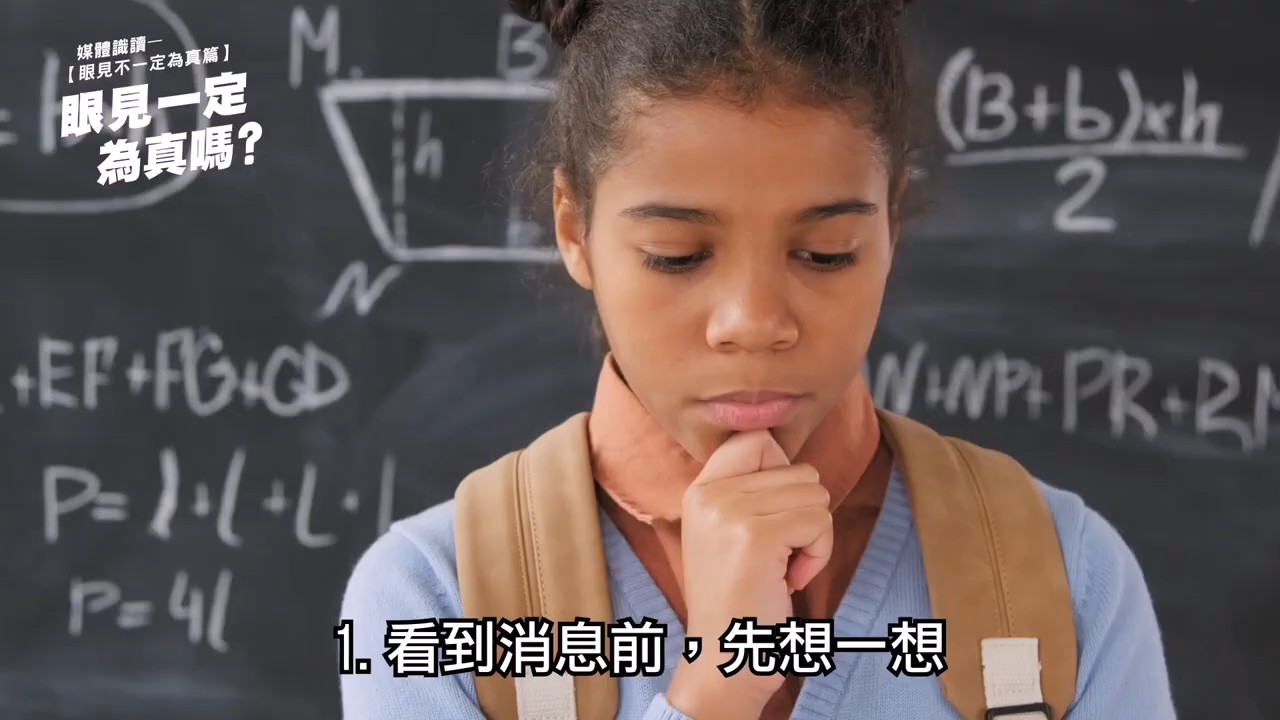 媒體識讀—
【眼見不一定為真篇】
眼見一定
為真嗎?
M.
B
h
(B+b)xh
2
N
+EF+FG+GD
N+NP+PR+RM
P=l+l+l+l
P=4l
1.看到消息前,先想一想